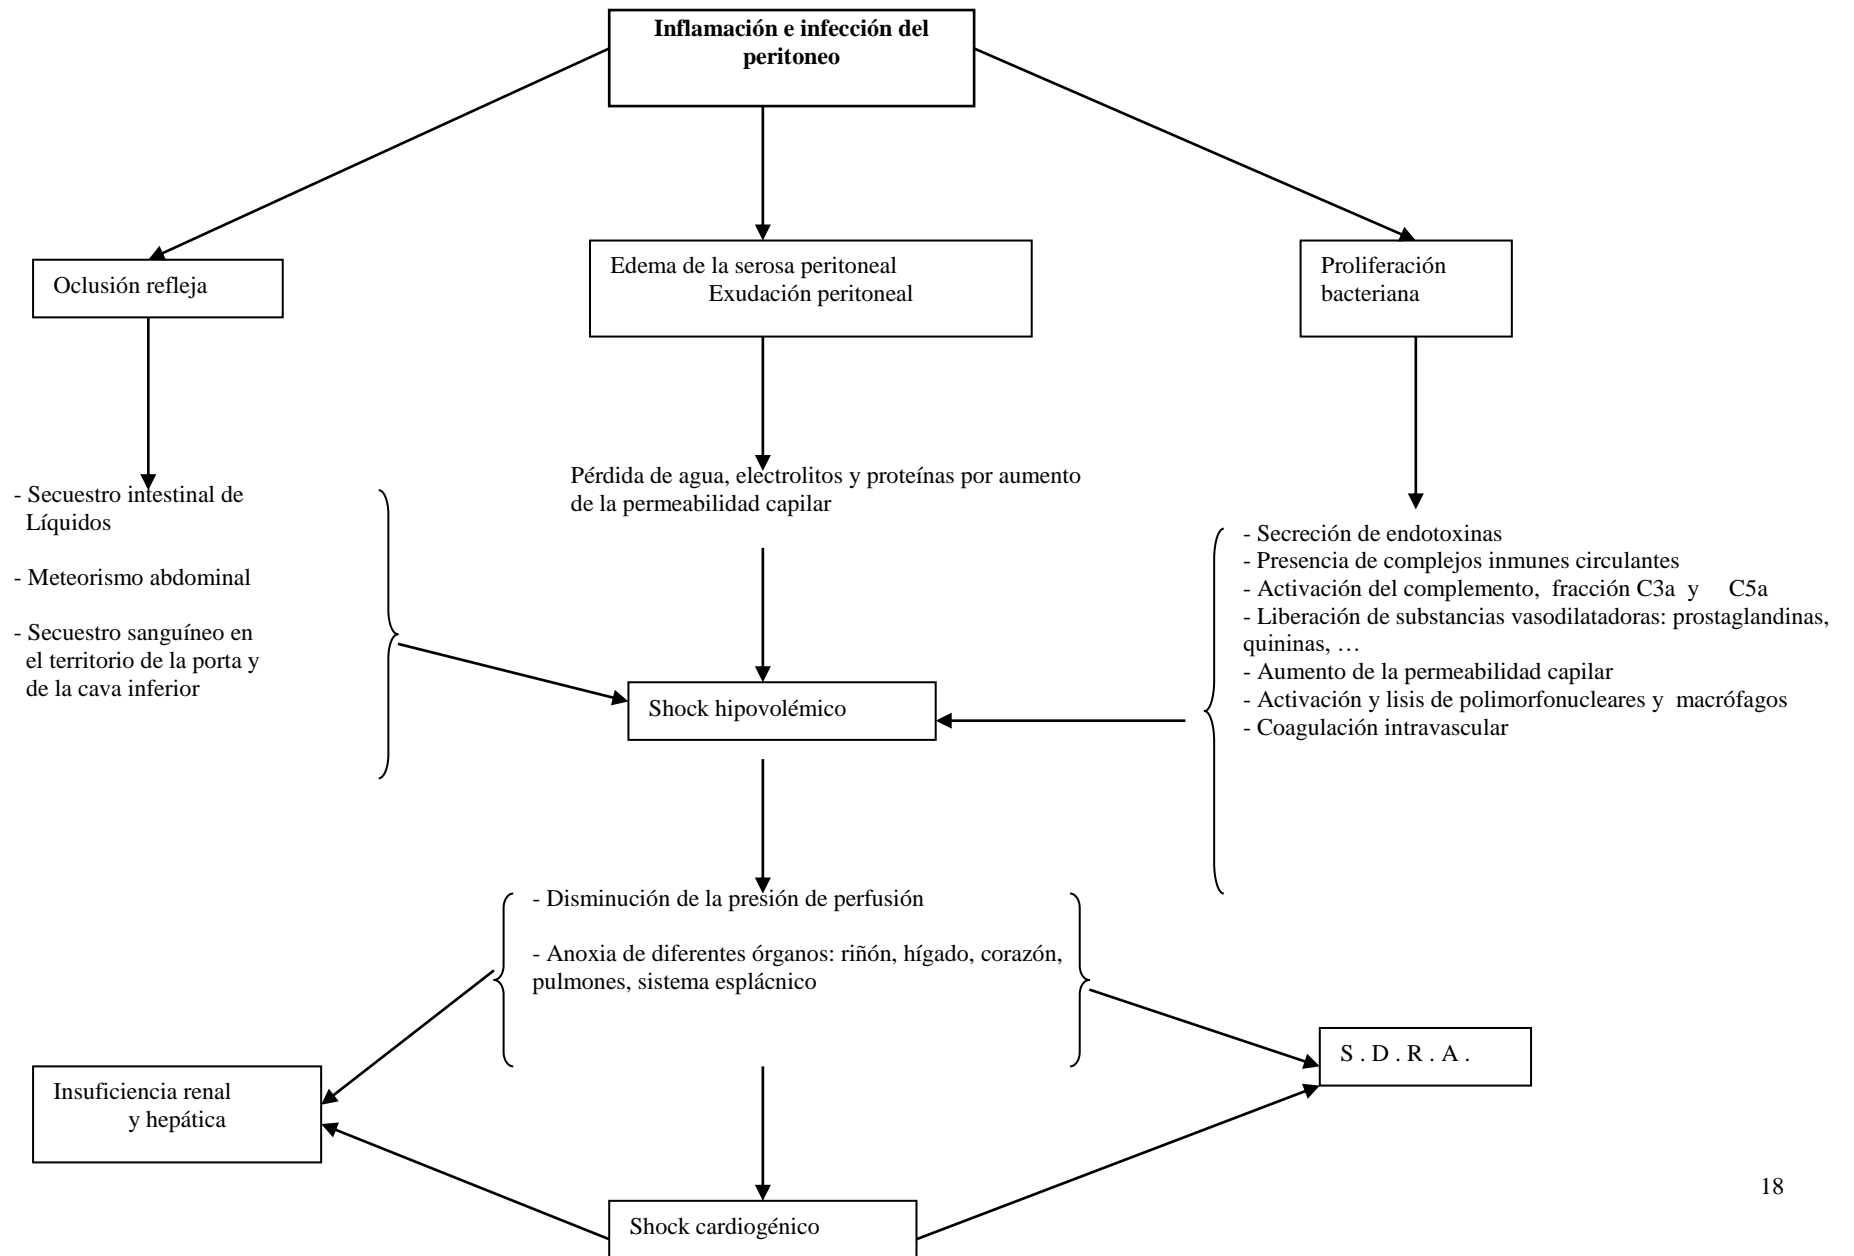 Inflamación e infección del
peritoneo
Oclusión refleja
Edema de la serosa peritoneal
Exudación peritoneal
Proliferación
bacteriana
- Secuestro intestinal de
Líquidos
- Meteorismo abdominal
- Secuestro sanguíneo en
el territorio de la porta y
de la cava inferior
Pérdida de agua, electrolitos y proteínas por aumento
de la permeabilidad capilar
- Secreción de endotoxinas
- Presencia de complejos inmunes circulantes
- Activación del complemento, fracción C3a y C5a
- Liberación de substancias vasodilatadoras: prostaglandinas,
quininas, …
- Aumento de la permeabilidad capilar
- Activación y lisis de polimorfonucleares y macrófagos
- Coagulación intravascular
Shock hipovolémico
- Disminución de la presión de perfusión
- Anoxia de diferentes órganos: riñón, hígado, corazón,
pulmones, sistema esplácnico
Insuficiencia renal
y hepática
S . D . R . A .
Shock cardiogénico
18